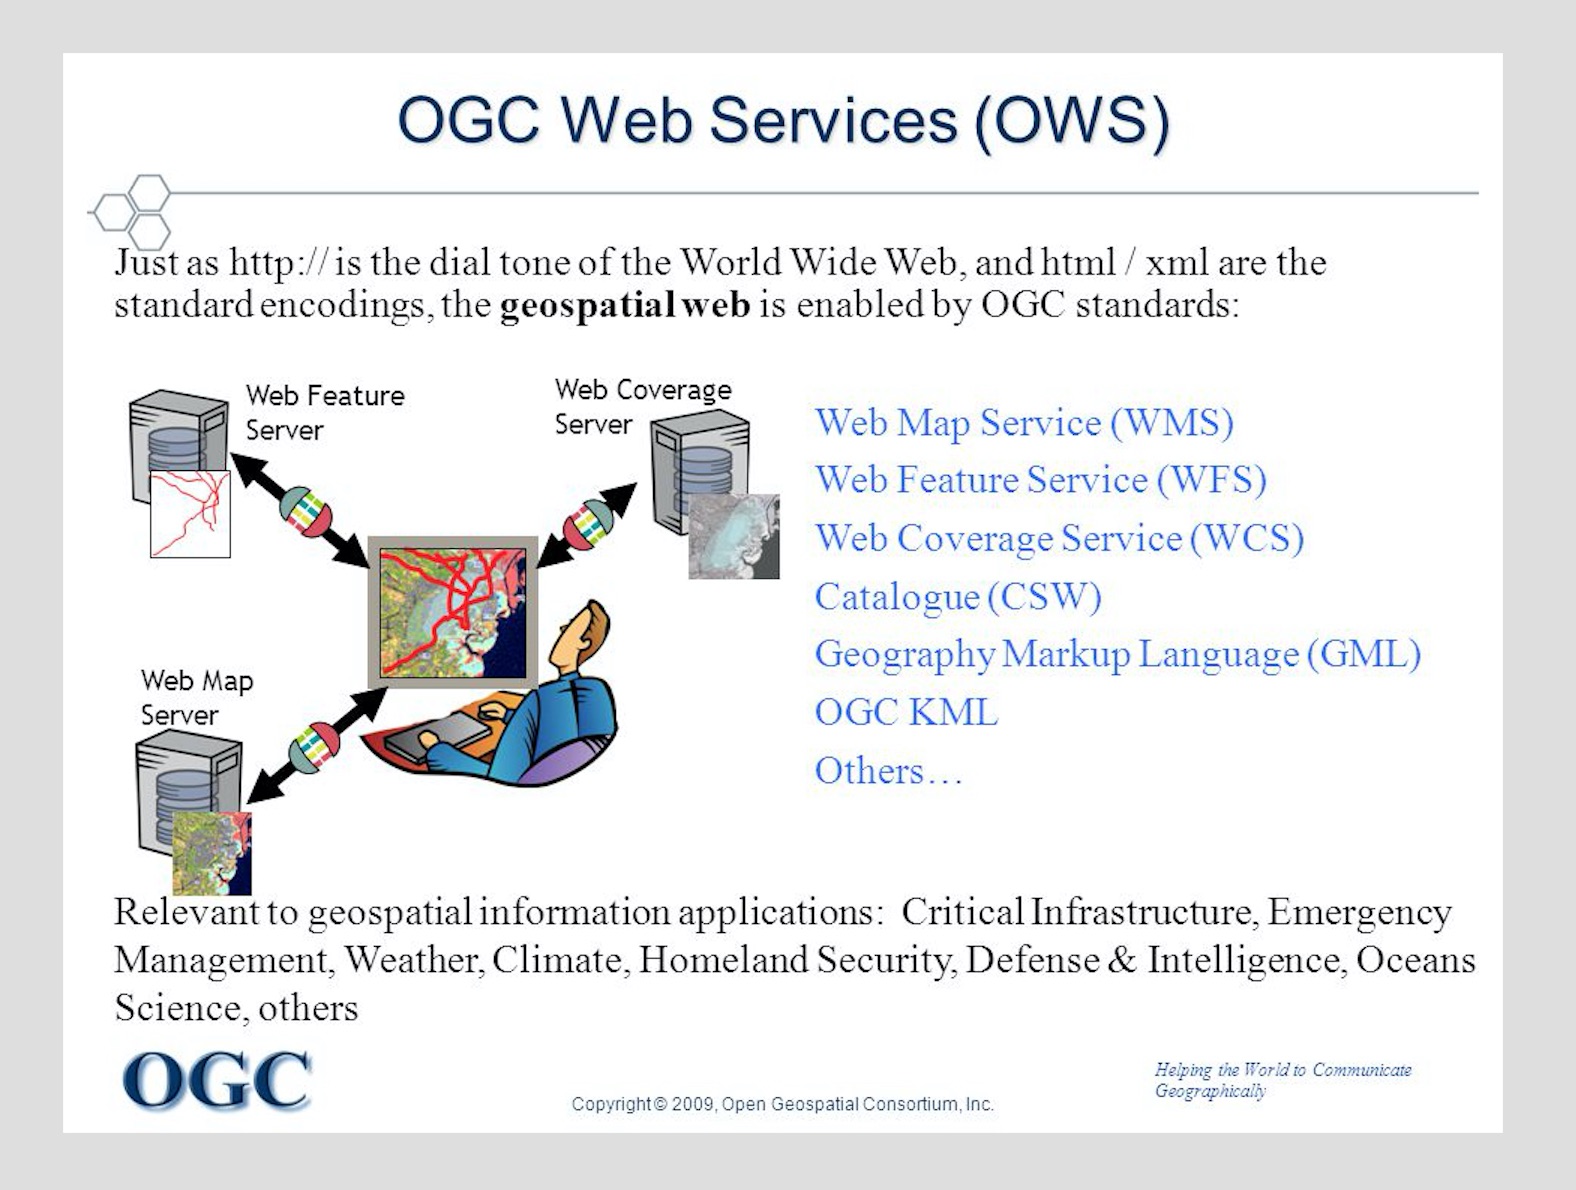 OGC Web Services (OWS)
Just as http:// is the dial tone of the World Wide Web, and html / xml are the
standard encodings, the geospatial web is enabled by OGC standards:
Web Feature
Server
Web Coverage
Server
Web Map
Server
Web Map Service (WMS)
Web Feature Service (WFS)
Web Coverage Service (WCS)
Catalogue (CSW)
Geography Markup Language (GML)
OGC KML
Others…
Relevant to geospatial information applications: Critical Infrastructure, Emergency
Management, Weather, Climate, Homeland Security, Defense & Intelligence, Oceans
Science, others
OGC
Copyright © 2009, Open Geospatial Consortium, Inc.
Helping the World to Communicate
Geographically